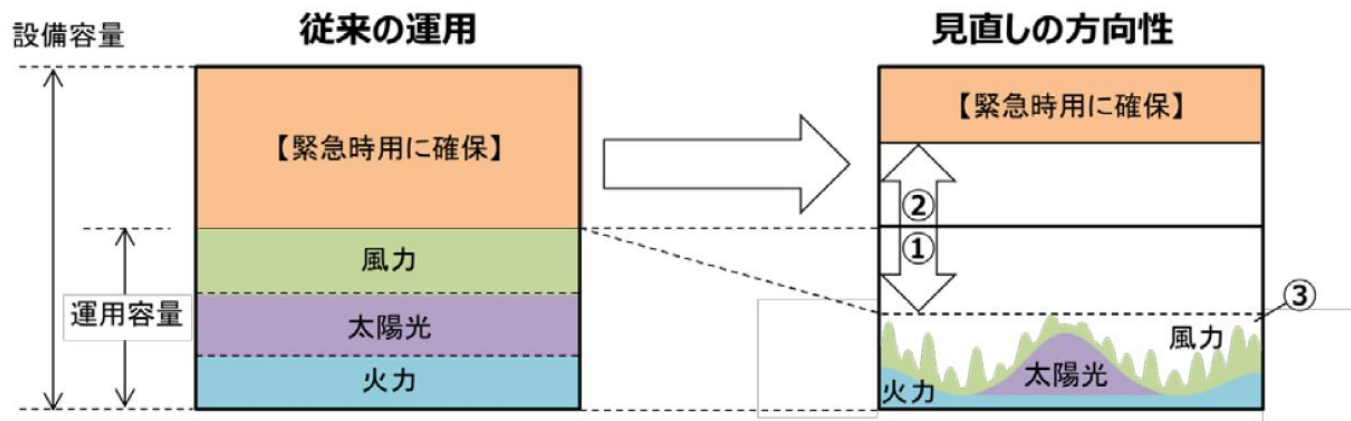 従来の運用
見直しの方向性
設備容量
【緊急時用に確保】
風力
太陽光
火力
運用容量
【緊急時用に確保】
②
①
③
風力
太陽光
火力